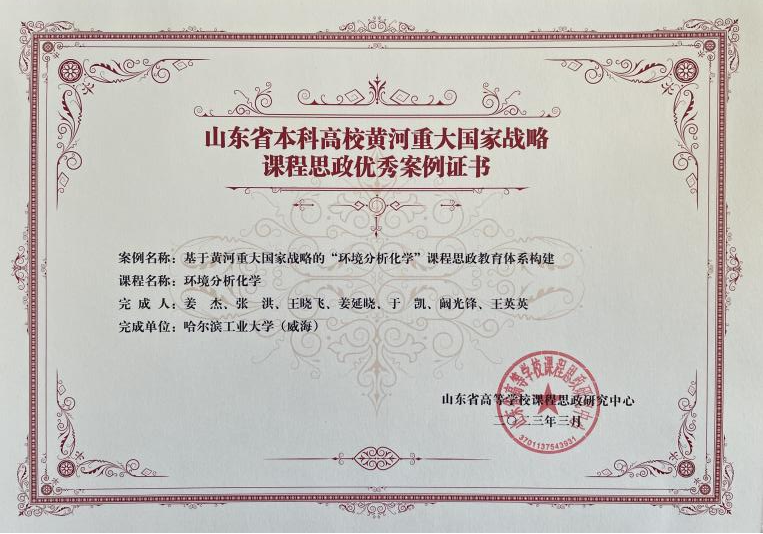 山东省本科高校黄河重大国家战略
课程思政优秀案例证书
案例名称：基于黄河重大国家战略的“环境分析化学”课程思政教育体系构建
课程名称：环境分析化学
完 成 人：姜　杰、张　洪、王晓飞、姜延晓、于　凯、阚光锋、王英英
完成单位：哈尔滨工业大学（威海）
山东省高等学校课程思政研究中心
二〇二三年三月
山东省高等学校课程思政研究中心
3701137543931